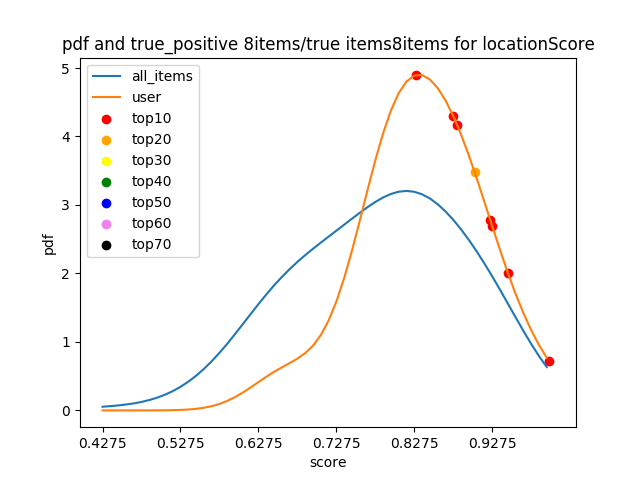 pdf and true_positive 8items/true items8items for locationScore
all_items
user
top10
top20
top30
top40
top50
top60
top70
5
4
3
2
1
0
pdf
0.4275 0.5275 0.6275 0.7275 0.8275 0.9275
score